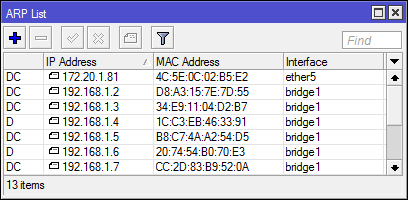 ARP List
Find
IP Address MAC Address Interface
DC 172.20.1.81 4C:5E:0C:02:B5:E2 ether5
DC 192.168.1.2 D8:A3:15:7E:7D:55 bridge1
DC 192.168.1.3 34:E9:11:04:D2:B7 bridge1
D 192.168.1.4 1C:C3:EB:46:33:91 bridge1
DC 192.168.1.5 B8:C7:4A:A2:54:D5 bridge1
D 192.168.1.6 20:74:54:B0:70:E3 bridge1
DC 192.168.1.7 CC:2D:83:B9:52:0A bridge1
13 items